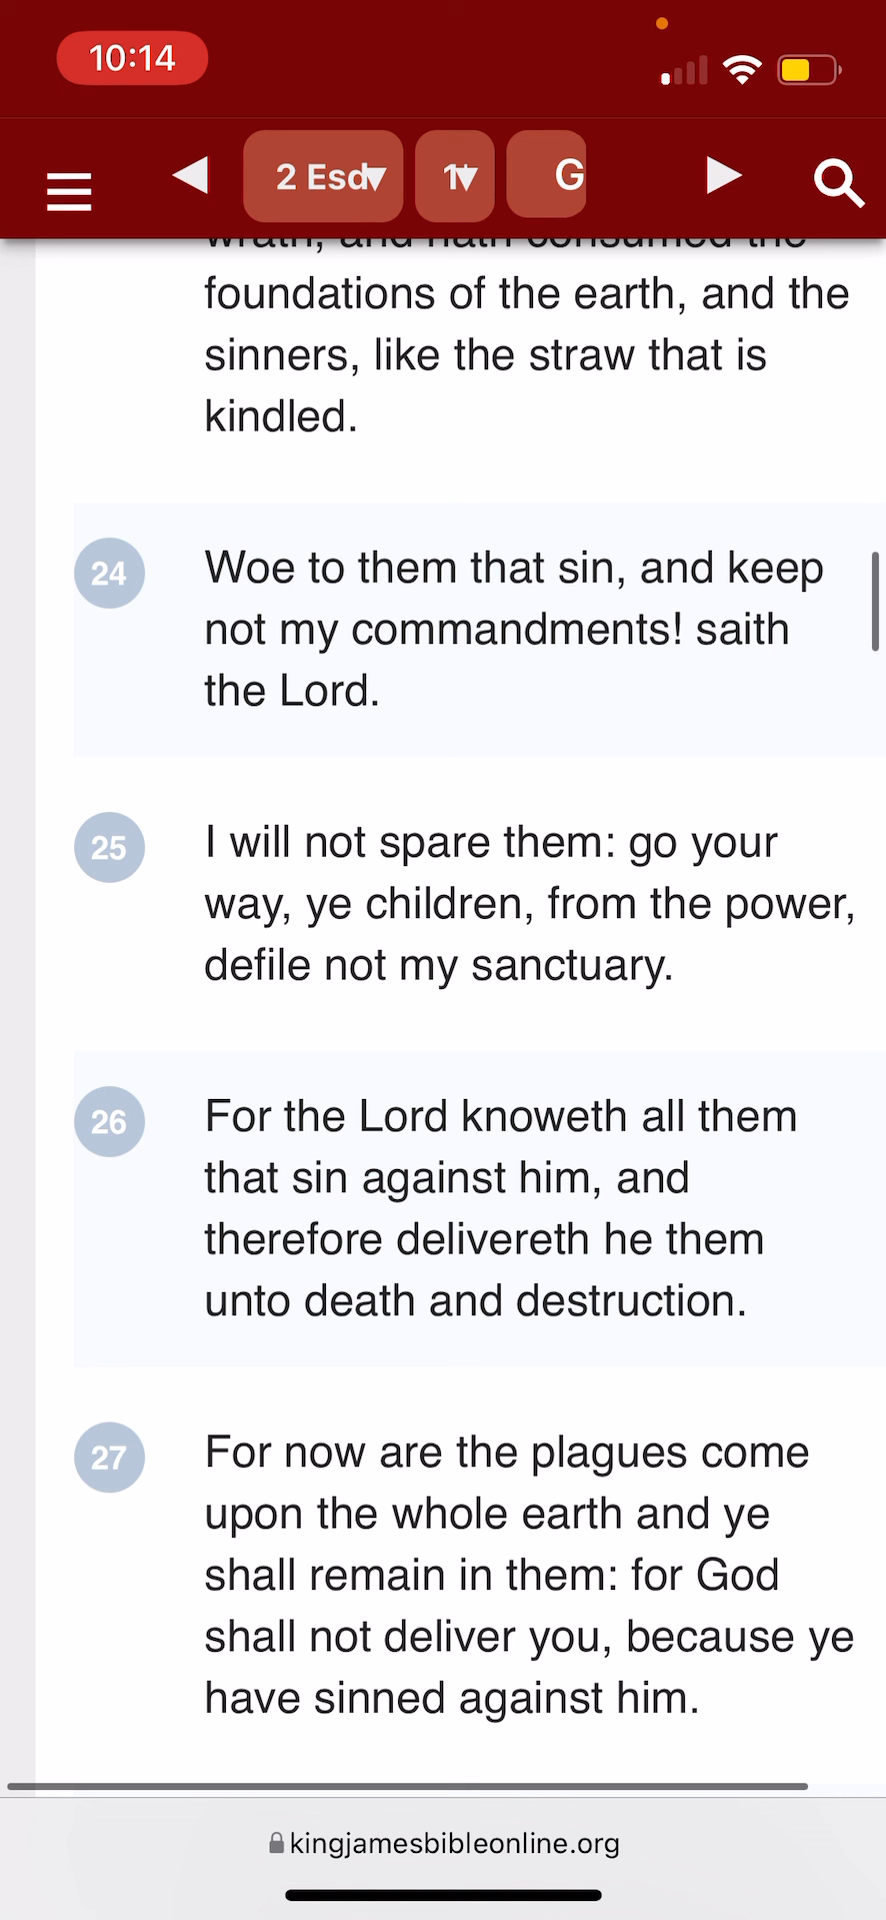 10:14
2 Esd
G
foundations of the earth, and the
sinners, like the straw that is
kindled.
24
Woe to them that sin, and keep
not my commandments! saith
the Lord.
25
I will not spare them: go your
way, ye children, from the power,
defile not my sanctuary.
26
For the Lord knoweth all them
that sin against him, and
therefore delivereth he them
unto death and destruction.
27
For now are the plagues come
upon the whole earth and ye
shall remain in them: for God
shall not deliver you, because ye
have sinned against him.
kingjamesbibleonline.org